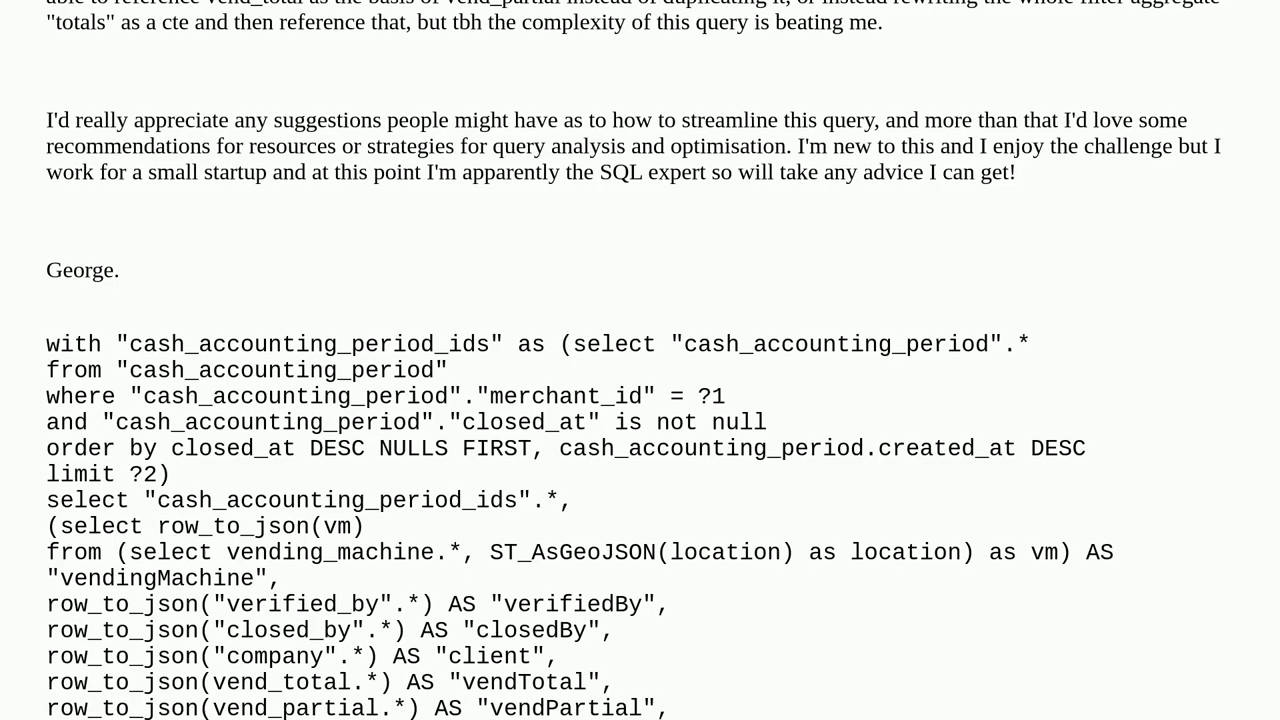 "totals" as a cte and then reference that, but tbh the complexity of this query is beating me.
I'd really appreciate any suggestions people might have as to how to streamline this query, and more than that I'd love some
recommendations for resources or strategies for query analysis and optimisation. I'm new to this and I enjoy the challenge but I
work for a small startup and at this point I'm apparently the SQL expert so will take any advice I can get!
George.
with "cash_accounting_period_ids" as (select "cash_accounting_period".*
from "cash_accounting_period"
where "cash_accounting_period"."merchant_id" = ?1
and "cash_accounting_period"."closed_at" is not null
order by closed_at DESC NULLS FIRST, cash_accounting_period.created_at DESC
limit ?2)
select "cash_accounting_period_ids".*,
(select row_to_json(vm)
from (select vending_machine.*, ST_AsGeoJSON(location) as location) as vm) AS
"vendingMachine",
row_to_json("verified_by".*) AS "verifiedBy",
row_to_json("closed_by".*) AS "closedBy",
row_to_json("company".*) AS "client",
row_to_json(vend_total.*) AS "vendTotal",
row_to_json(vend_partial.*) AS "vendPartial",